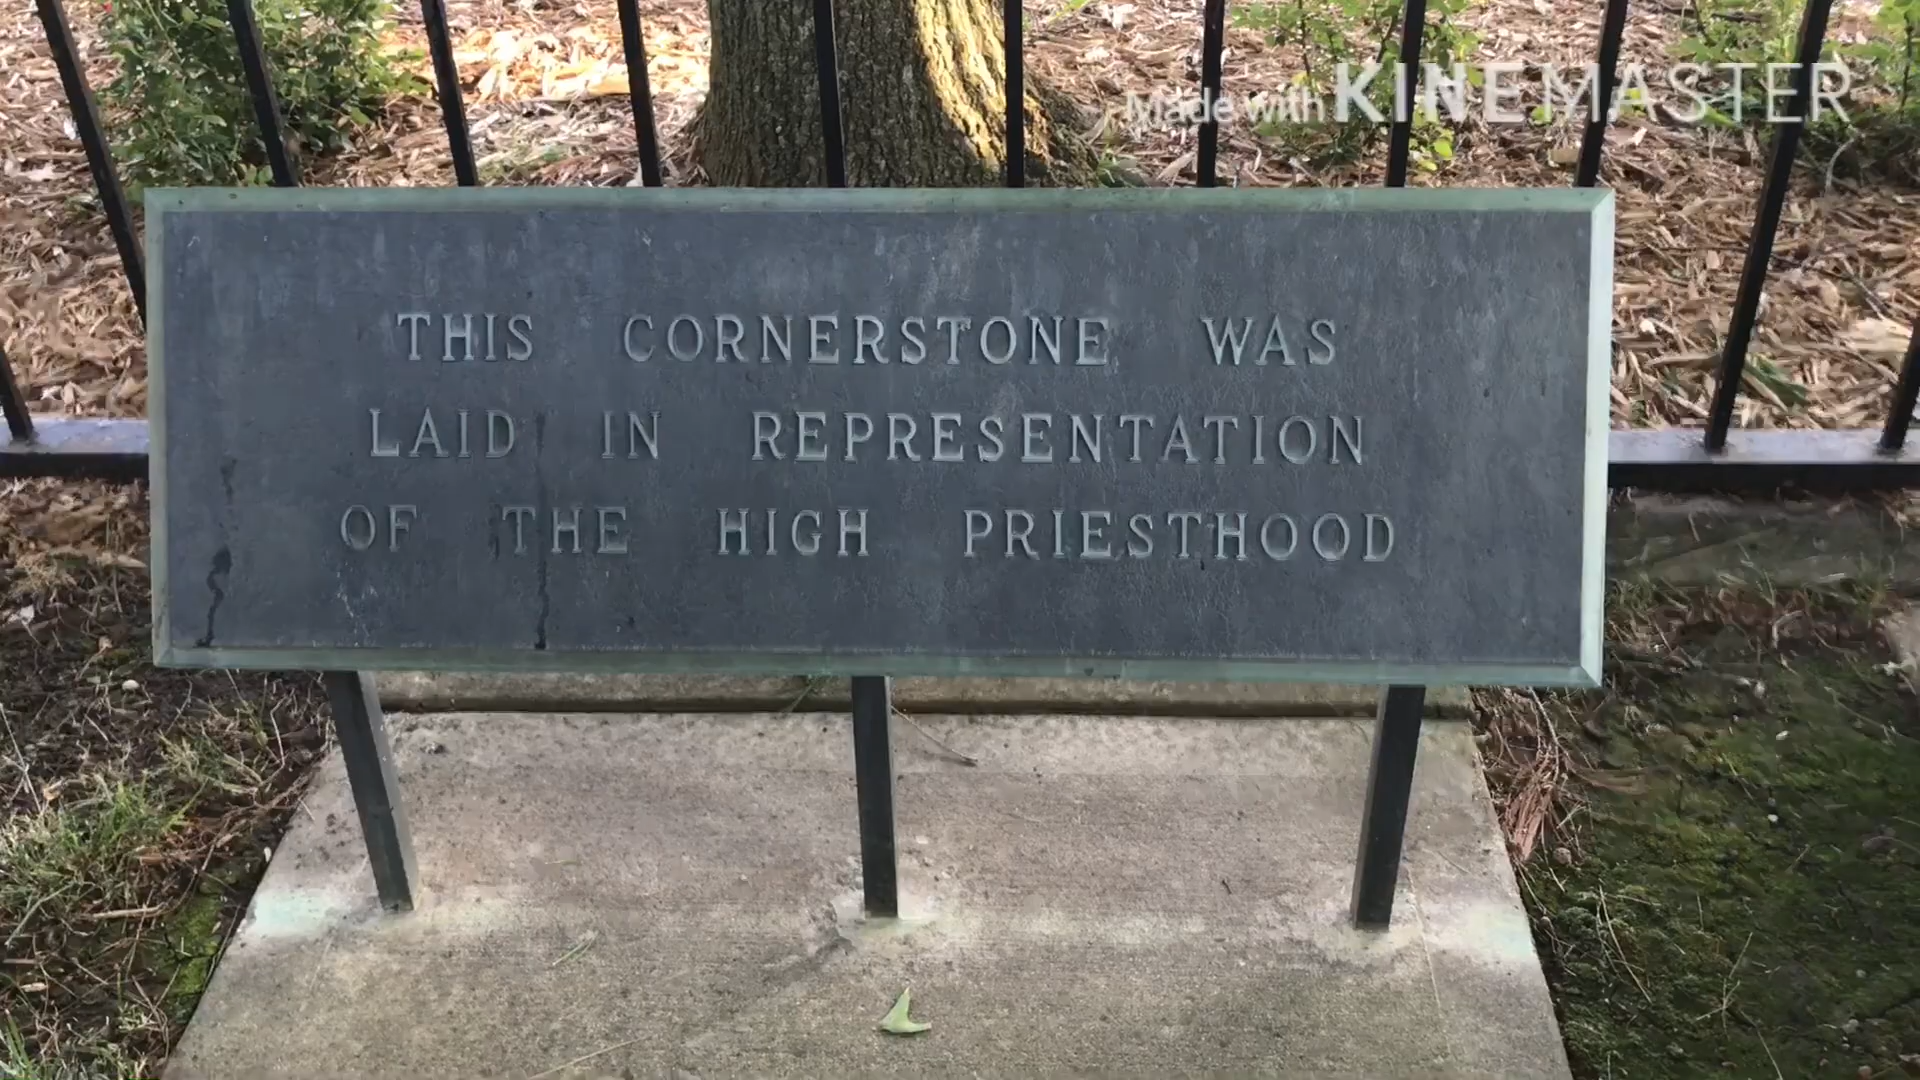 Made with KINEMASTER
THIS CORNERSTONE WAS
LAID IN REPRESENTATION
OF THE HIGH PRIESTHOOD